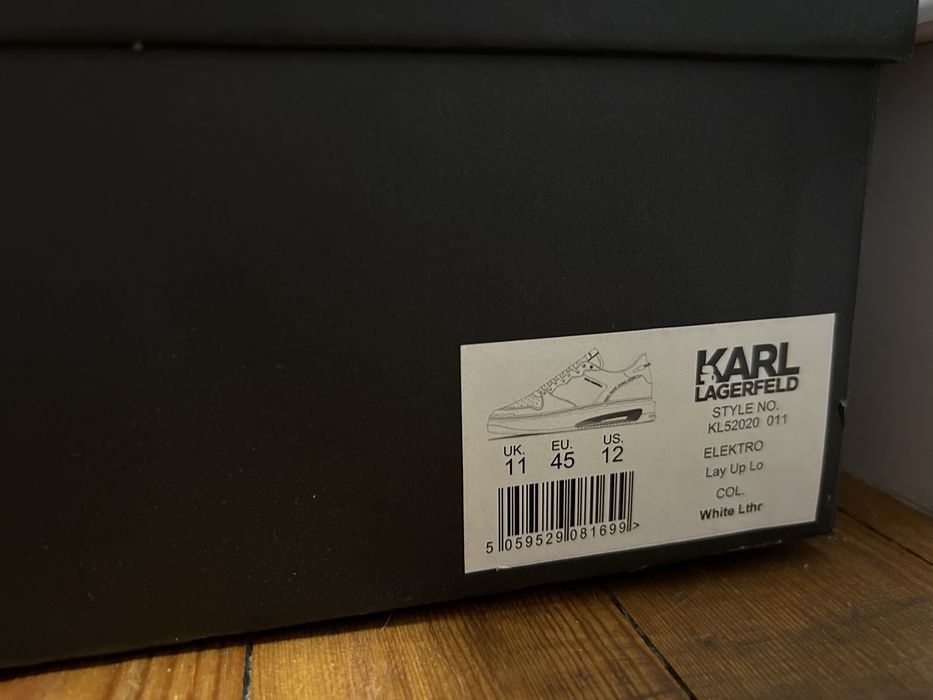 UK. EU. US.
11 45 12
5 059529 081699 >
KARL
LAGERFELD
STYLE NO.
KL52020 011
ELEKTRO
Lay Up Lo
COL.
White Lthr